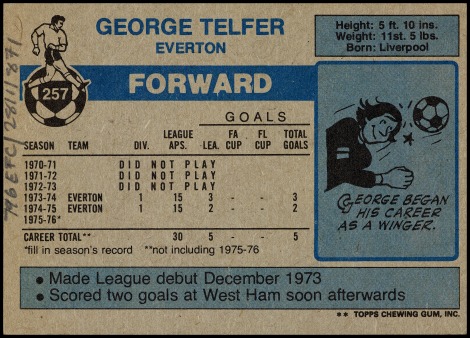 GEORGE TELFER
EVERTON
Height: 5 ft. 10 ins.
Weight: 11st. 5 lbs.
Born: Liverpool
257
FORWARD
GOALS
SEASON TEAM DIV. LEAGUE APS. LEA. FA CUP FL CUP TOTAL GOALS
1970-71 DID NOT PLAY
1971-72 DID NOT PLAY
1972-73 DID NOT PLAY
1973-74 EVERTON 1 15 3 - - 3
1974-75 EVERTON 1 15 2 - - 2
1975-76*
CAREER TOTAL** 30 5 - - 5
*fill in season's record **not including 1975-76
GEORGE BEGAN
HIS CAREER
AS A WINGER.
• Made League debut December 1973
• Scored two goals at West Ham soon afterwards
** TOPPS CHEWING GUM, INC.